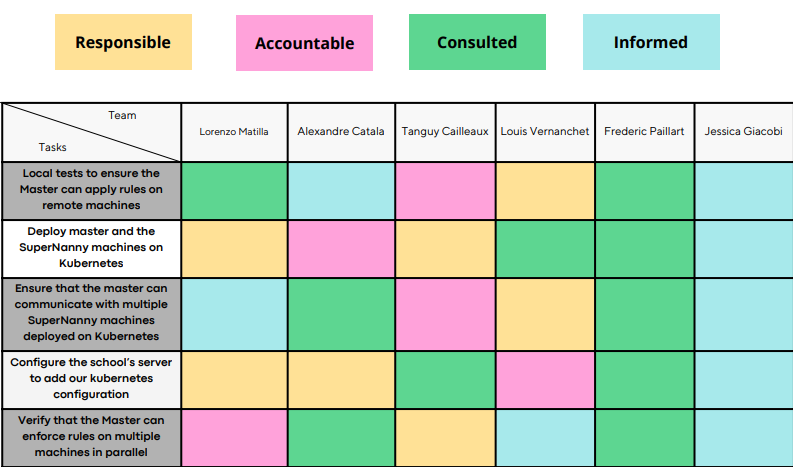 Responsible
Accountable
Consulted
Informed
Team
Tasks
Lorenzo Matilla
Alexandre Catala
Tanguy Cailleaux
Louis Vernanchet
Frederic Paillart
Jessica Giacobi
Local tests to ensure the
Master can apply rules on
remote machines
Deploy master and the
SuperNanny machines on
Kubernetes
Ensure that the master can
communicate with multiple
SuperNanny machines
deployed on Kubernetes
Configure the school's server
to add our kubernetes
configuration
Verify that the Master can
enforce rules on multiple
machines in parallel